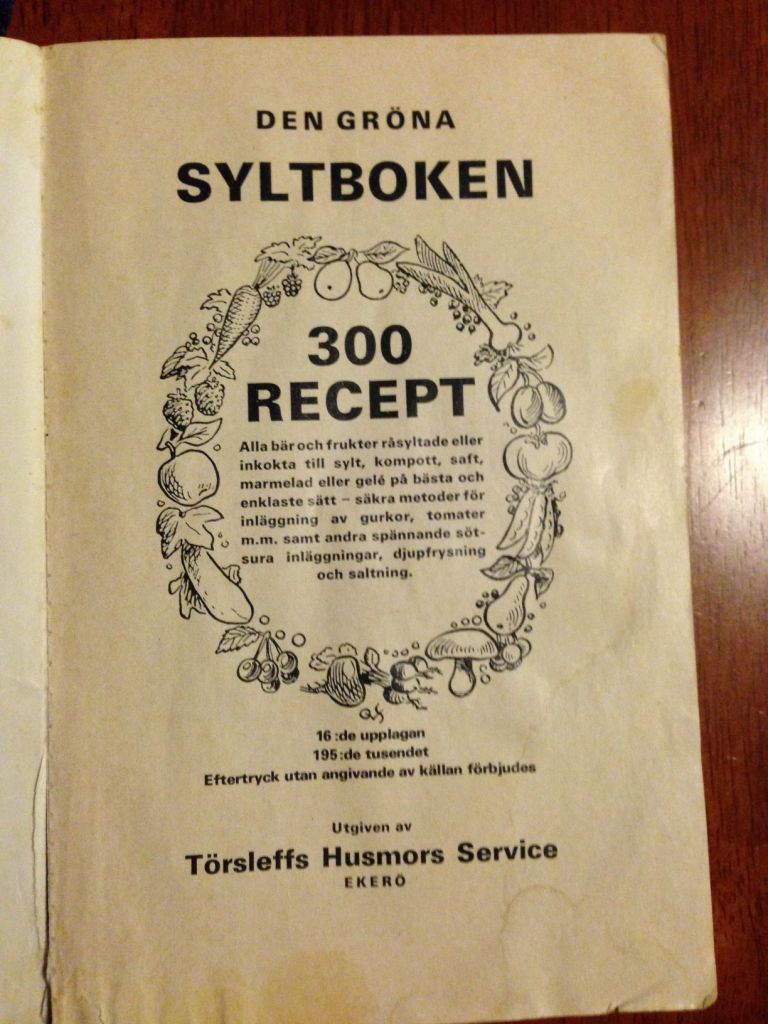 DEN GRÖNA
SYLTBOKEN
300
RECEPT
Alla bär och frukter råsyltade eller
inkokta till sylt, kompott, saft,
marmelad eller gelé på bästa och
enklaste sätt – säkra metoder för
inläggning av gurkor, tomater
m.m. samt andra spännande söt-
sura inläggningar, djupfrysning
och saltning.
16:de upplagan
195:de tusendet
Eftertryck utan angivande av källan förbjudes
Utgiven av
Törsleffs Husmors Service
EKERÖ